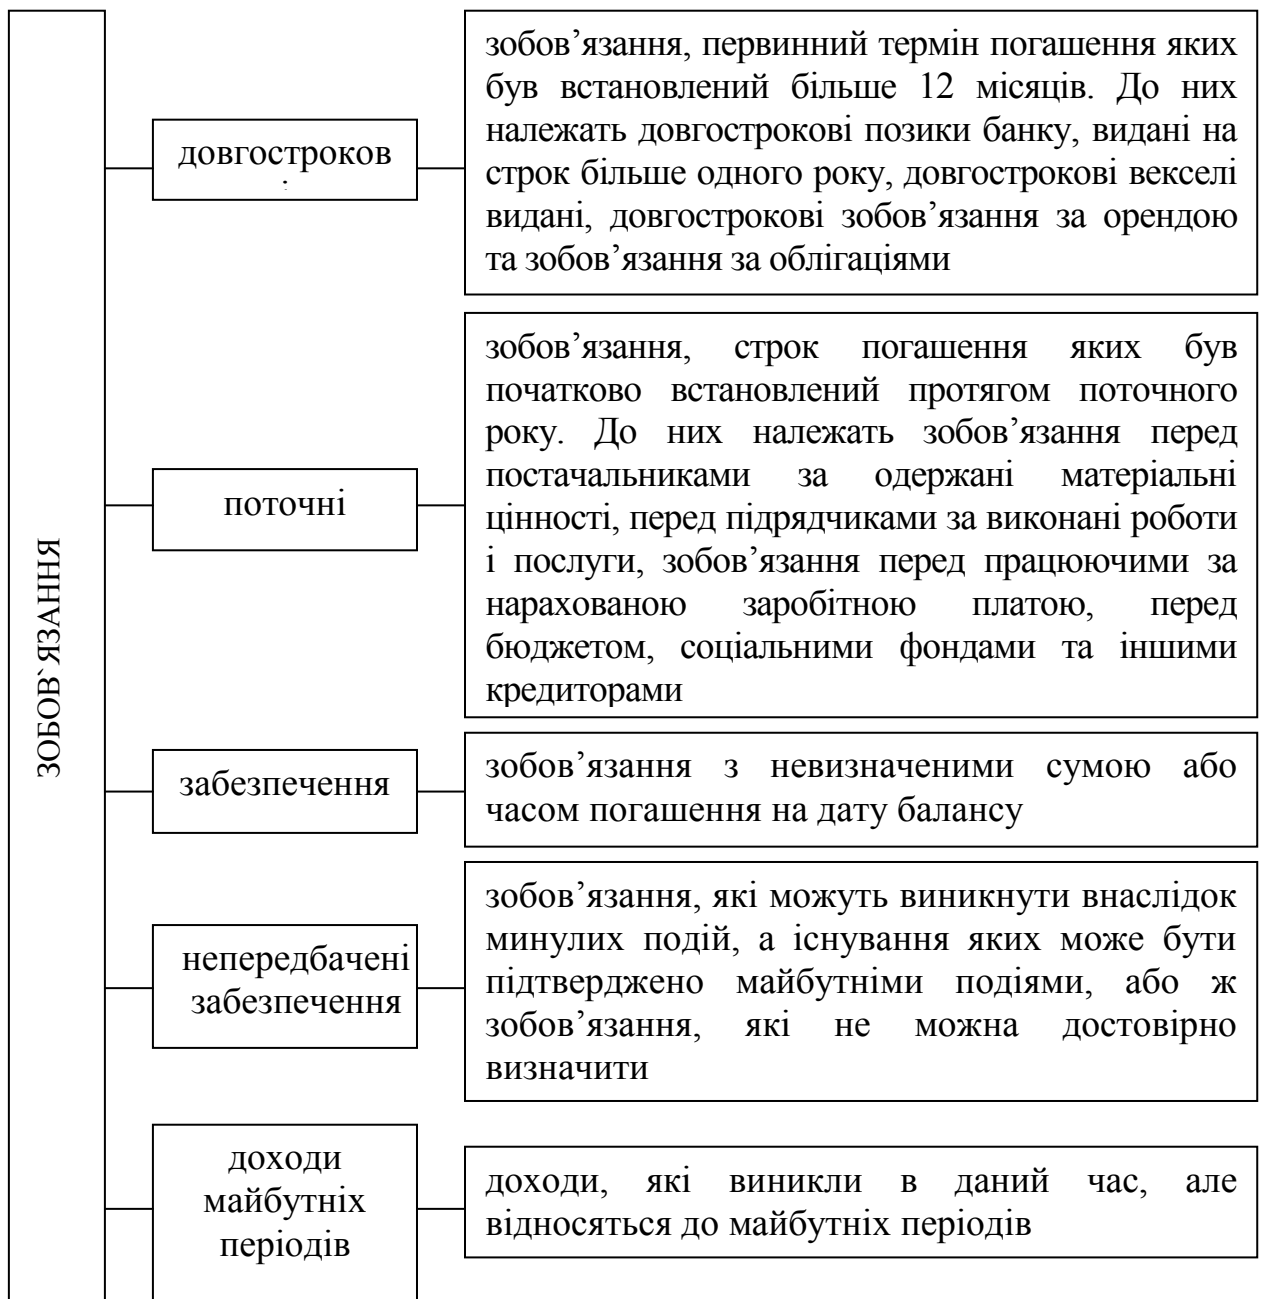 ЗОБОВ`ЯЗАННЯ
довгостроков
і
зобов’язання, первинний термін погашення яких
був встановлений більше 12 місяців. До них
належать довгострокові позики банку, видані на
строк більше одного року, довгострокові векселі
видані, довгострокові зобов’язання за орендою
та зобов’язання за облігаціями
поточні
зобов’язання, строк погашення яких був
початково встановлений протягом поточного
року. До них належать зобов’язання перед
постачальниками за одержані матеріальні
цінності, перед підрядчиками за виконані роботи
і послуги, зобов’язання перед працюючими за
нарахованою заробітною платою, перед
бюджетом, соціальними фондами та іншими
кредиторами
забезпечення
зобов’язання з невизначеними сумою або
часом погашення на дату балансу
непередбачені
забезпечення
зобов’язання, які можуть виникнути внаслідок
минулих подій, а існування яких може бути
підтверджено майбутніми подіями, або ж
зобов’язання, які не можна достовірно
визначити
доходи
майбутніх
періодів
доходи, які виникли в даний час, але
відносяться до майбутніх періодів